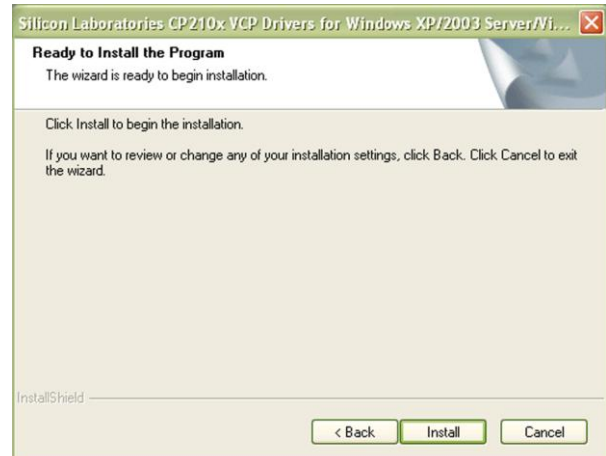 Silicon Laboratories CP210x VCP Drivers for Windows XP/2003 Server/Vi...
Ready to Install the Program
The wizard is ready to begin installation.
Click Install to begin the installation.
If you want to review or change any of your installation settings, click Back. Click Cancel to exit
the wizard.
InstallShield
< Back Install Cancel